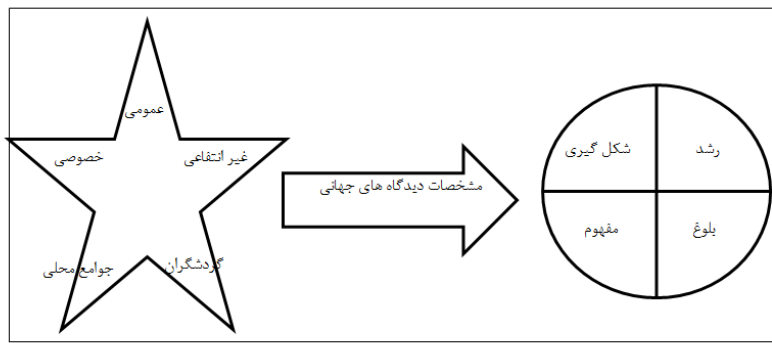 عمومی
غیر انتفاعی
خصوصی
گردشگران
جوامع محلی
مشخصات دیدگاه های جهانی
رشد
شکل گیری
بلوغ
مفهوم